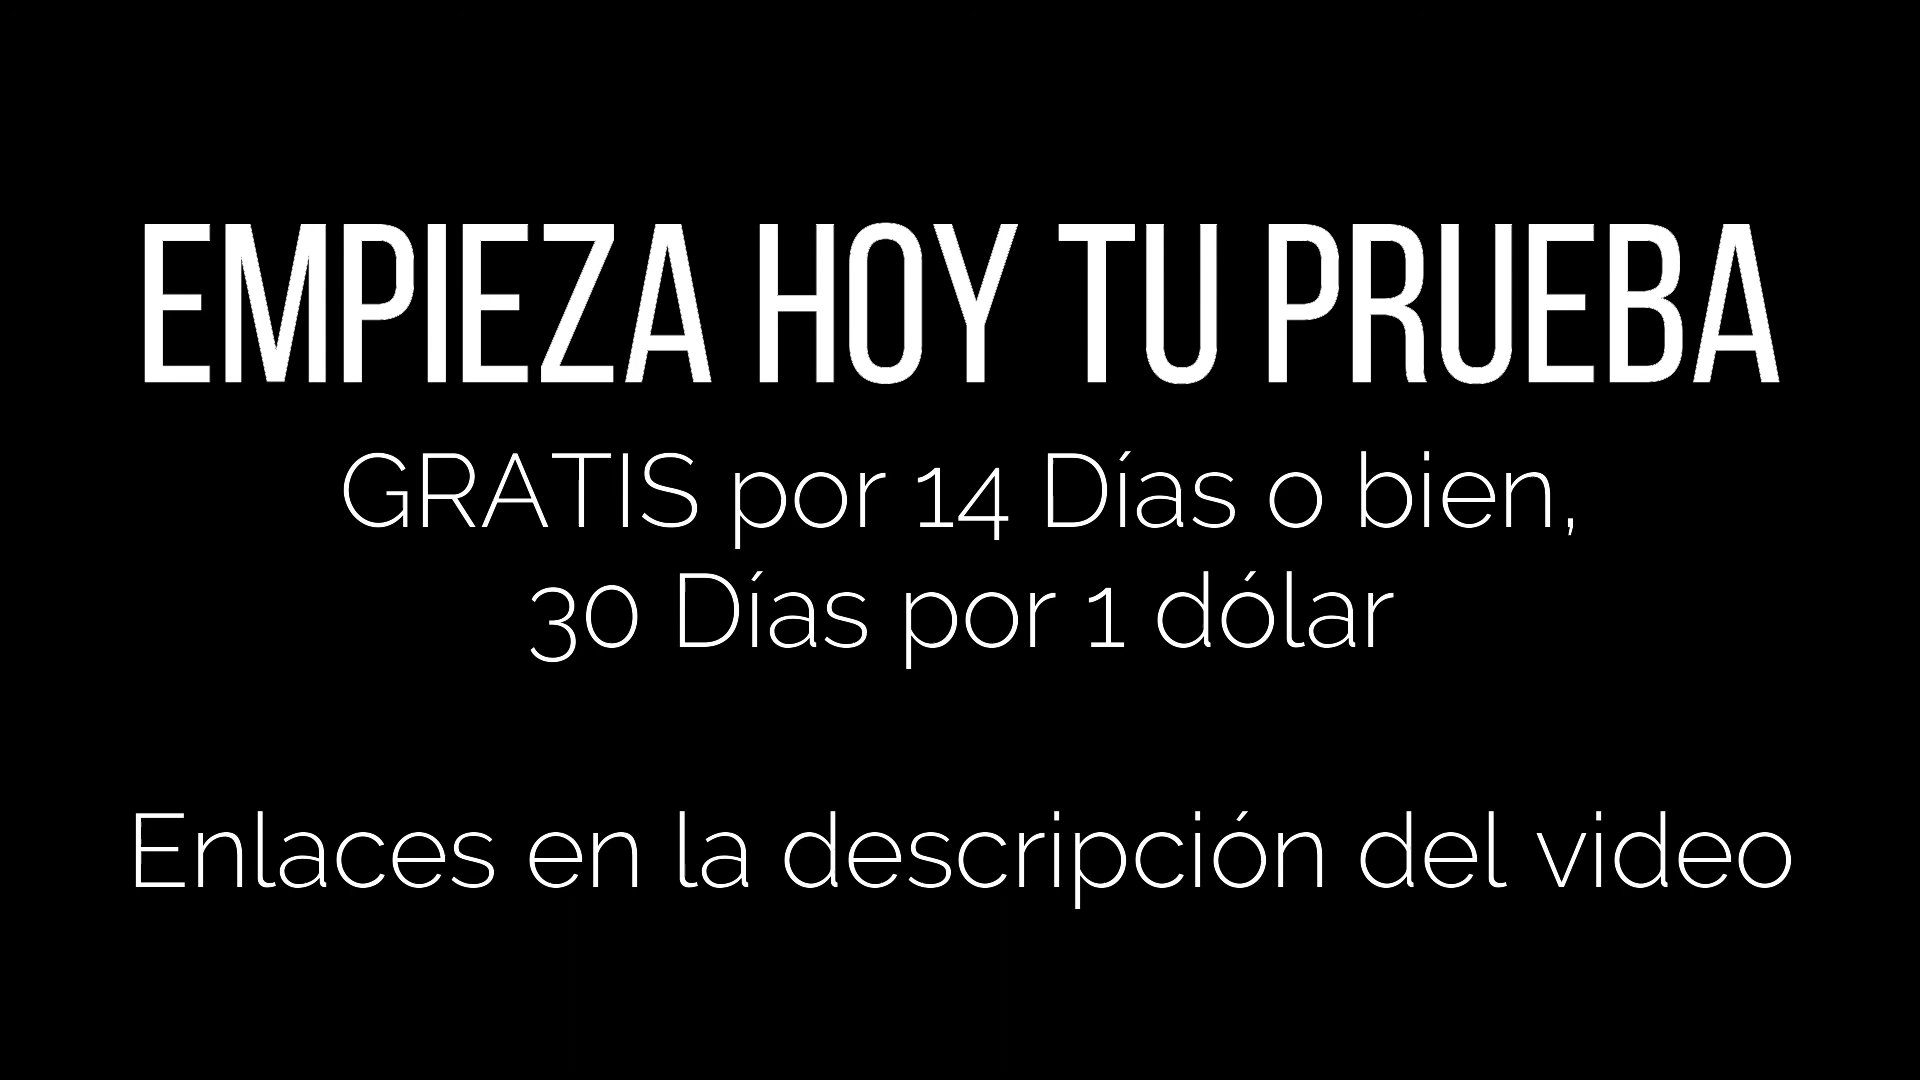 EMPIEZA HOY TU PRUEBA
GRATIS por 14 Días o bien,
30 Días por 1 dólar
Enlaces en la descripción del video